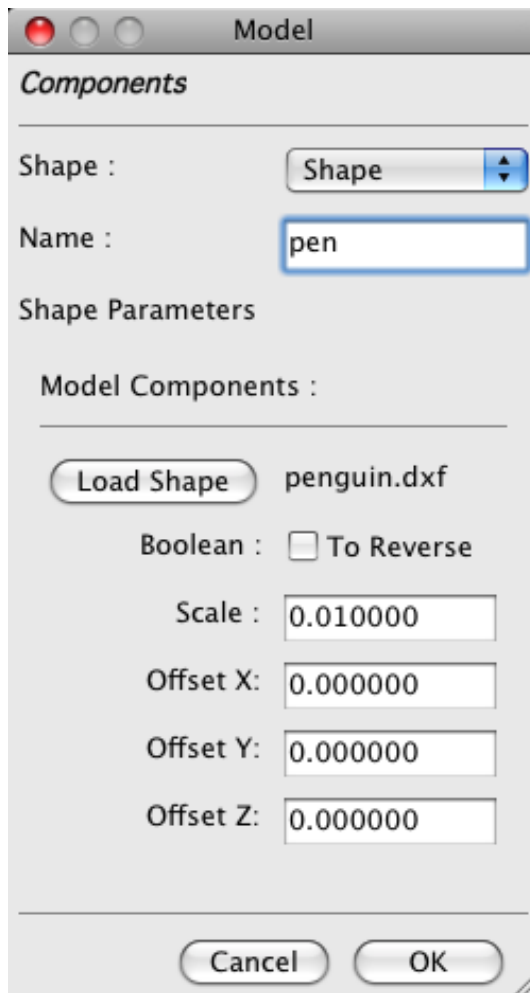 Model
Components
Shape : Shape
Name : pen
Shape Parameters
Model Components :
Load Shape penguin.dxf
Boolean : To Reverse
Scale : 0.010000
Offset X: 0.000000
Offset Y: 0.000000
Offset Z: 0.000000
Cancel OK